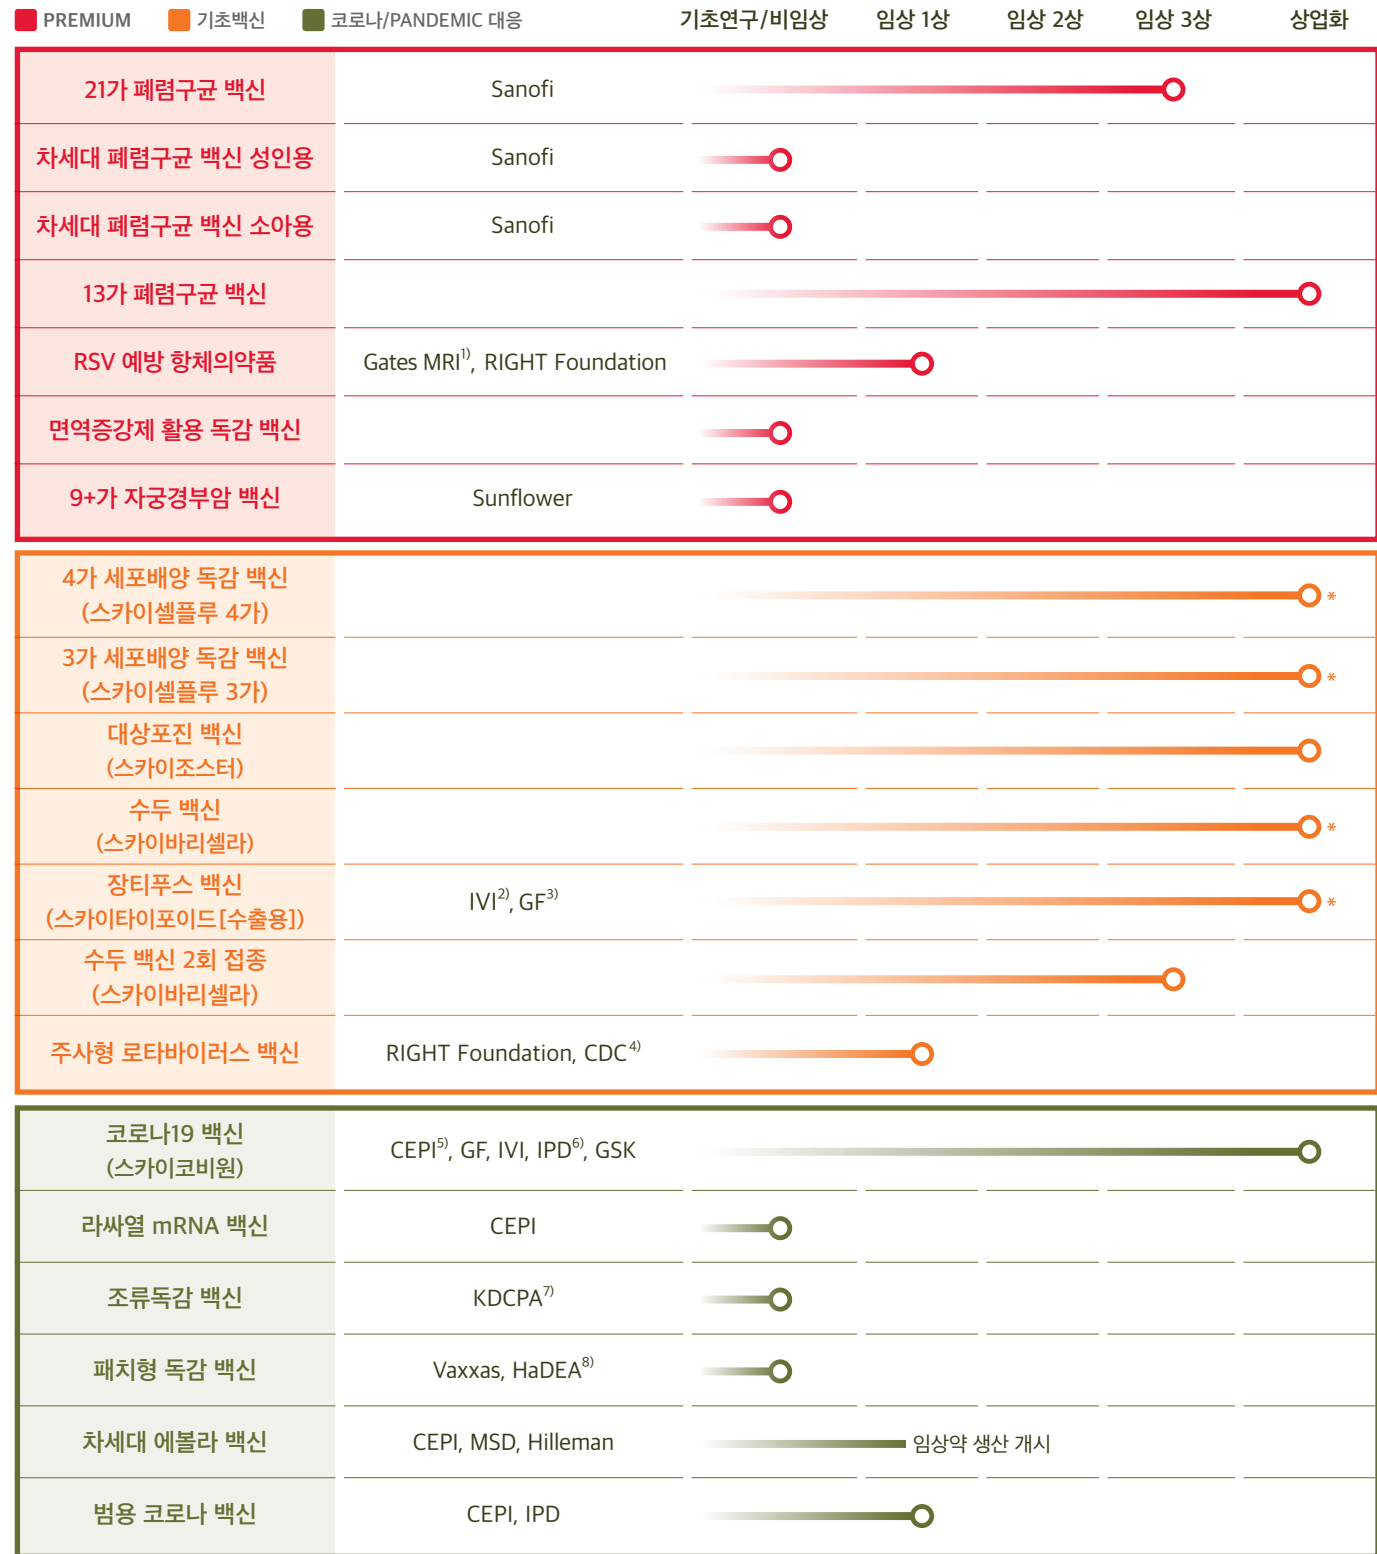 PREMIUM 기초백신 코로나/PANDEMIC 대응 기초연구/비임상 임상 1상 임상 2상 임상 3상 상업화
21가 폐렴구균 백신 Sanofi
차세대 폐렴구균 백신 성인용 Sanofi
차세대 폐렴구균 백신 소아용 Sanofi
13가 폐렴구균 백신
RSV 예방 항체의약품 Gates MRI1), RIGHT Foundation
면역증강제 활용 독감 백신
9+가 자궁경부암 백신 Sunflower
4가 세포배양 독감 백신
(스카이셀플루 4가) *
3가 세포배양 독감 백신
(스카이셀플루 3가) *
대상포진 백신
(스카이조스터)
수두 백신
(스카이바리셀라) *
장티푸스 백신
(스카이타이포이드[수출용]) IVI2), GF3) *
수두 백신 2회 접종
(스카이바리셀라)
주사형 로타바이러스 백신 RIGHT Foundation, CDC4)
코로나19 백신
(스카이코비원) CEPI5), GF, IVI, IPD6), GSK
라싸열 mRNA 백신 CEPI
조류독감 백신 KDCPA7)
패치형 독감 백신 Vaxxas, HaDEA8)
차세대 에볼라 백신 CEPI, MSD, Hilleman 임상약 생산 개시
범용 코로나 백신 CEPI, IPD